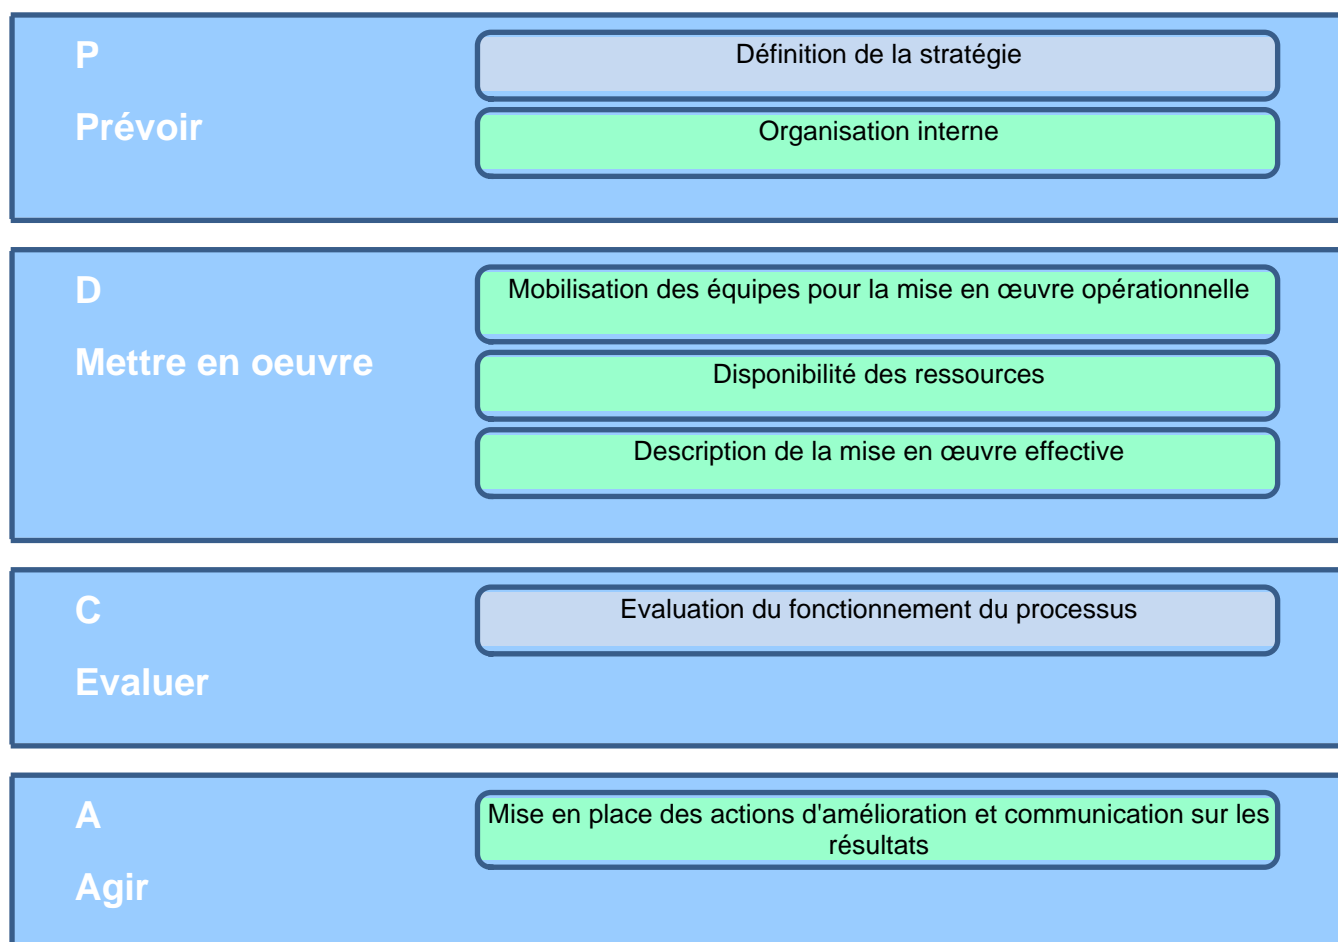 P
Prévoir
Définition de la stratégie
Organisation interne
D
Mettre en oeuvre
Mobilisation des équipes pour la mise en œuvre opérationnelle
Disponibilité des ressources
Description de la mise en œuvre effective
C
Evaluer
Evaluation du fonctionnement du processus
A
Agir
Mise en place des actions d'amélioration et communication sur les
résultats